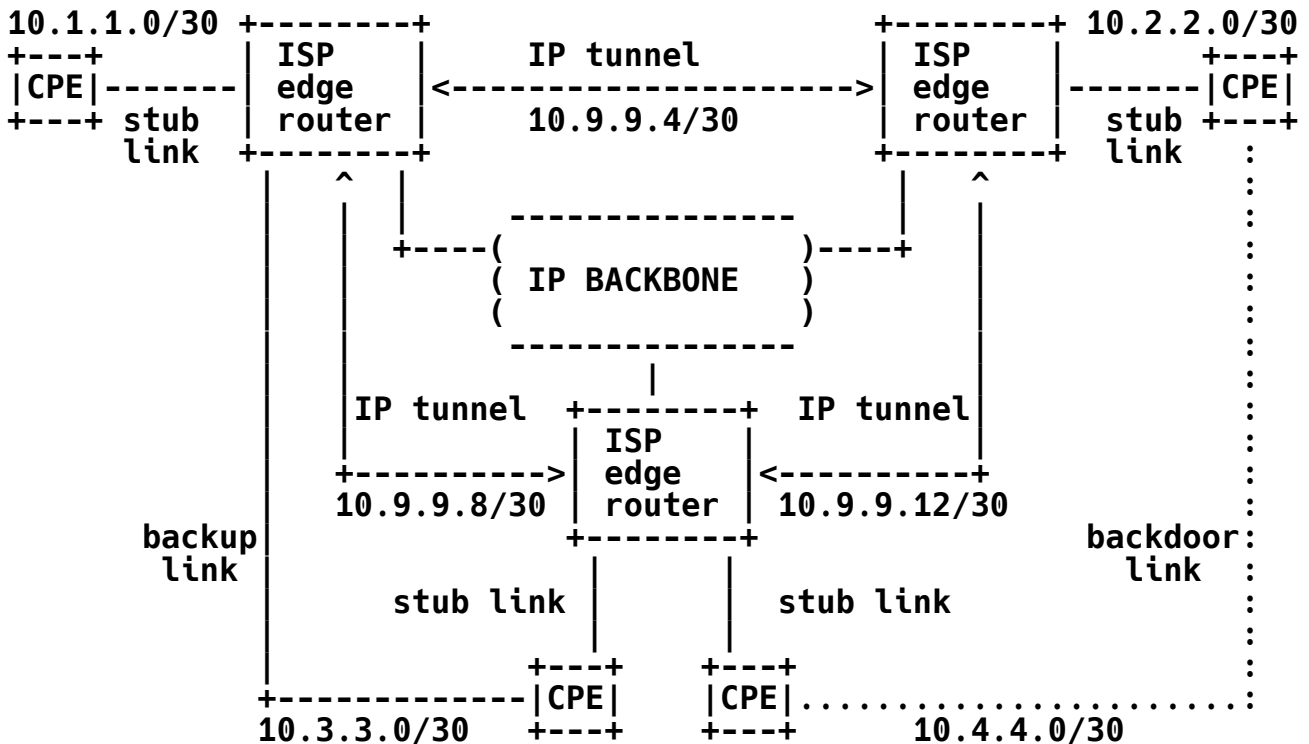 10.1.1.0/30 +--------+                       +--------+ 10.2.2.0/30
+---+       | ISP    |     IP tunnel         | ISP    |       +---+
|CPE|-------| edge   |<--------------------->| edge   |-------|CPE|
+---+ stub  | router |     10.9.9.4/30       | router |  stub +---+
      link  +--------+                       +--------+  link   :
             |   ^  |                         |   ^             :
             |   |  |     ---------------     |   |             :
             |   |  +----(               )----+   |             :
             |   |       ( IP BACKBONE   )        |             :
             |   |       (               )        |             :
             |   |        ---------------         |             :
             |   |               |                |             :
             |   |IP tunnel  +--------+  IP tunnel|             :
             |   |           | ISP    |           |             :
             |   +---------->| edge   |<----------+             :
             |   10.9.9.8/30 | router | 10.9.9.12/30            :
       backup|               +--------+                 backdoor:
        link |                |      |                    link  :
             |      stub link |      |  stub link               :
             |                |      |                          :
             |             +---+    +---+                       :
             +-------------|CPE|    |CPE|.......................:
             10.3.3.0/30   +---+    +---+      10.4.4.0/30